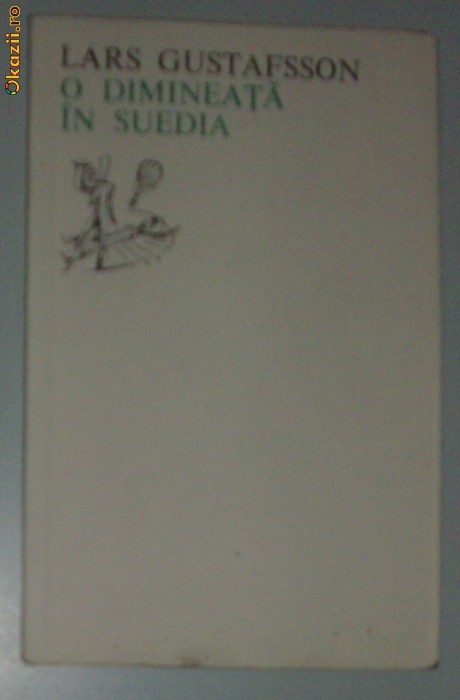 LARS GUSTAFSSON
O DIMINEAȚĂ
ÎN SUEDIA
Okazii.ro